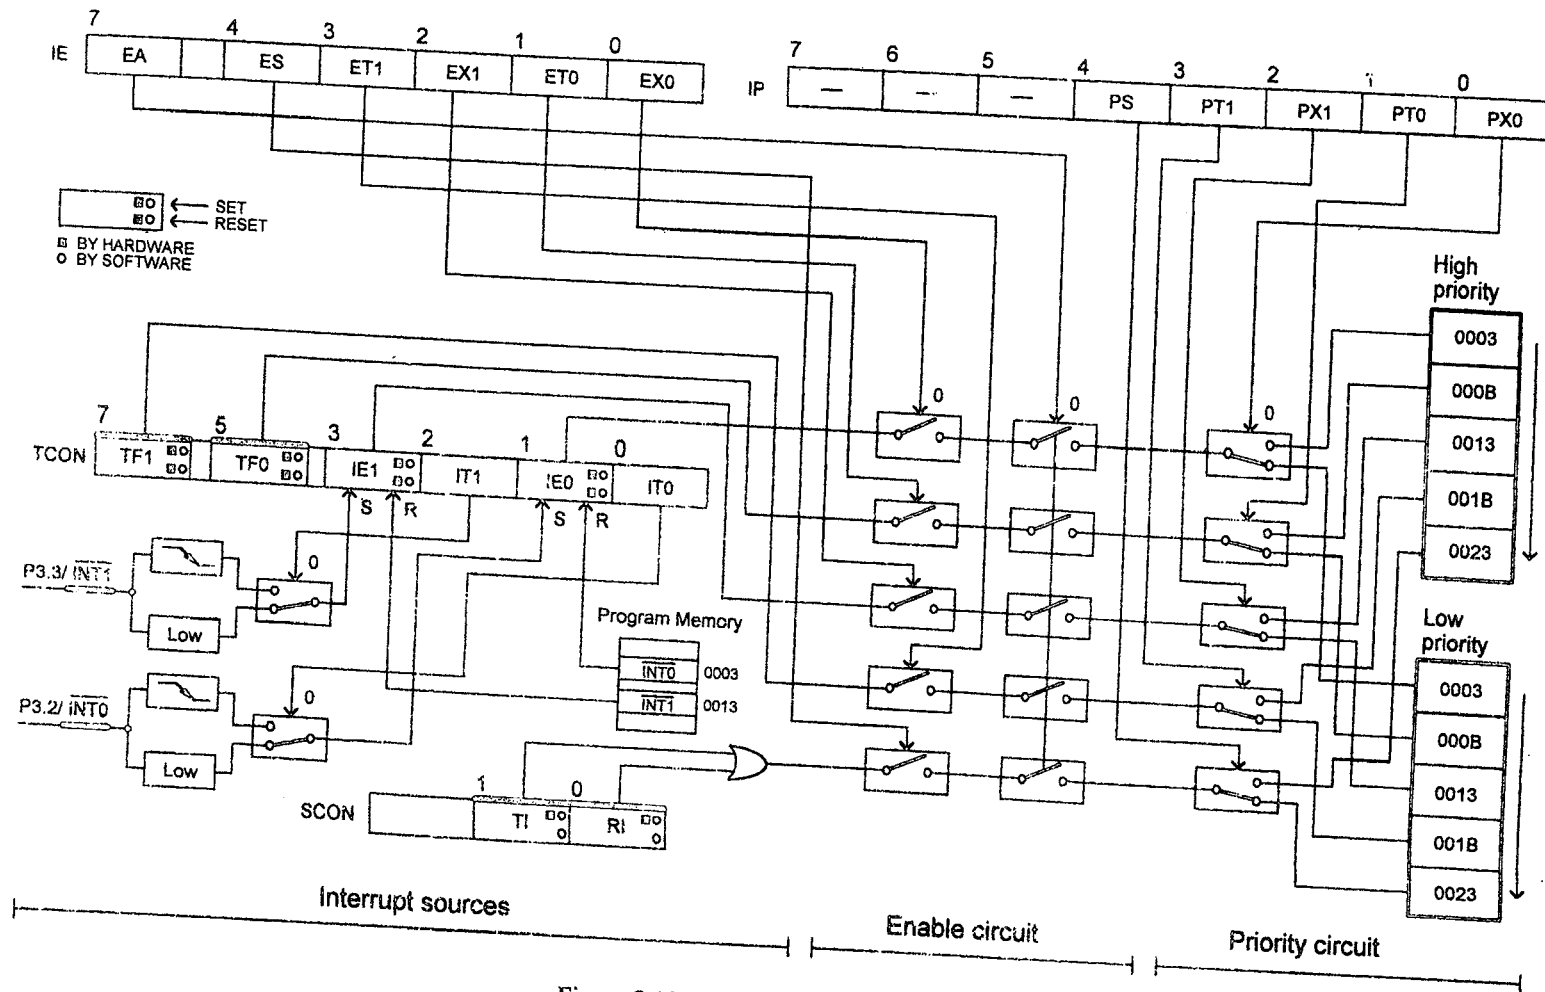 7 4 3 2 1 0
IE EA ES ET1 EX1 ET0 EX0
7 6 5 4 3 2 1 0
IP — — — PS PT1 PX1 PT0 PX0
SET
RESET
BY HARDWARE
BY SOFTWARE
7 5 3 2 1 0
TCON TF1 TF0 IE1 IT1 IE0 IT0
S R S R
P3.3/ INT1
0
Low
P3.2/ INT0
0
Low
Program Memory
INT0 0003
INT1 0013
1 0
SCON TI RI
0 0 0
High
priority
0003
000B
0013
001B
0023
Low
priority
0003
000B
0013
001B
0023
Interrupt sources
Enable circuit
Priority circuit